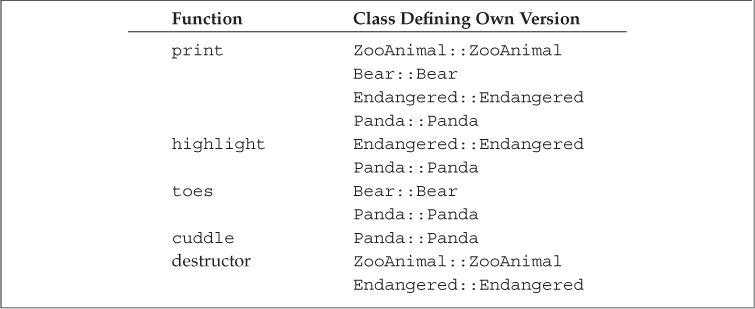 Function Class Defining Own Version
print ZooAnimal::ZooAnimal
Bear::Bear
Endangered::Endangered
Panda::Panda
highlight Endangered::Endangered
Panda::Panda
toes Bear::Bear
Panda::Panda
cuddle Panda::Panda
destructor ZooAnimal::ZooAnimal
Endangered::Endangered